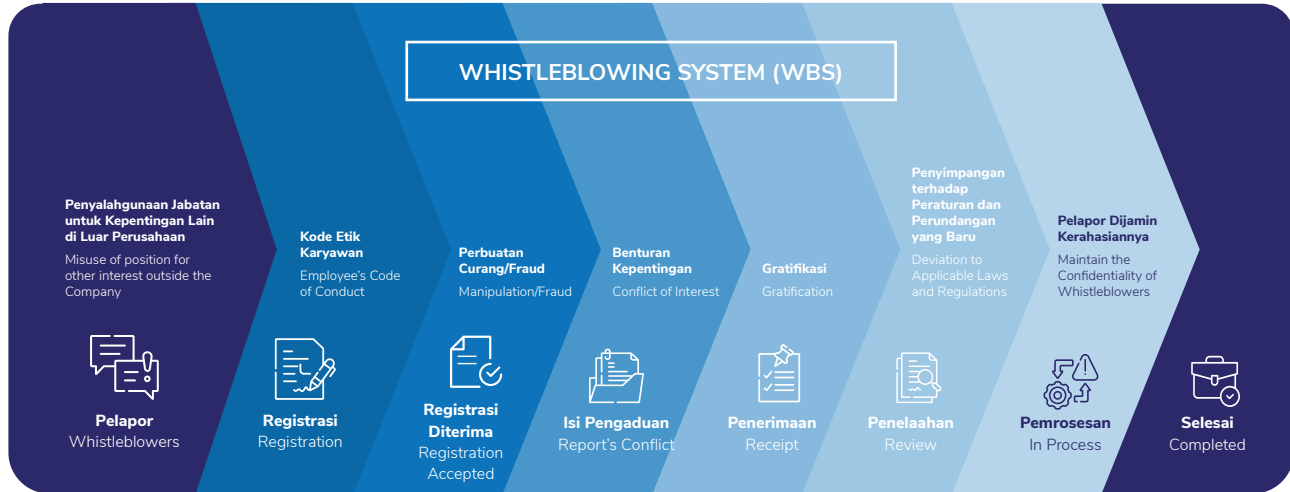 WHISTLEBLOWING SYSTEM (WBS)
Penyalahgunaan Jabatan
untuk Kepentingan Lain
di Luar Perusahaan
Misuse of position for
other interest outside the
Company
Kode Etik
Karyawan
Employee's Code
of Conduct
Perbuatan
Curang/Fraud
Manipulation/Fraud
Benturan
Kepentingan
Conflict of Interest
Gratifikasi
Gratification
Penyimpangan
terhadap
Peraturan dan
Perundangan
yang Baru
Deviation to
Applicable Laws
and Regulations
Pelapor Dijamin
Kerahasiannya
Maintain the
Confidentiality of
Whistleblowers
Pelapor
Whistleblowers
Registrasi
Registration
Registrasi
Diterima
Registration
Accepted
Isi Pengaduan
Report's Conflict
Penerimaan
Receipt
Penelaahan
Review
Pemrosesan
In Process
Selesai
Completed